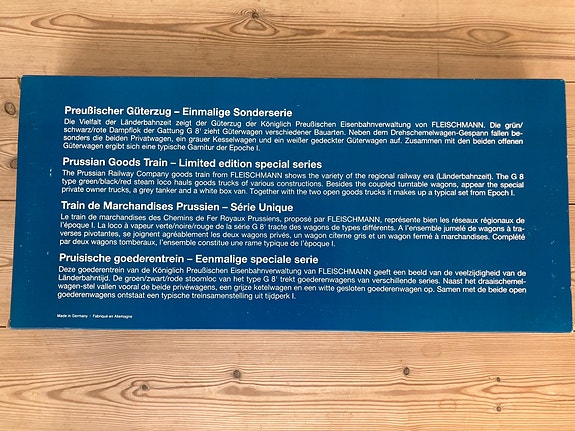 Preußischer Güterzug – Einmalige Sonderserie
Die Vielfalt der Länderbahnzeit zeigt der Güterzug der Königlich Preußischen Eisenbahnverwaltung von FLEISCHMANN. Die grün/
schwarz/rote Dampflok der Gattung G 8' zieht Güterwagen verschiedener Bauarten. Neben dem Drehschemelwagen-Gespann fallen be-
sonders die beiden Privatwagen, ein grauer Kesselwagen und ein weißer gedeckter Güterwagen auf. Zusammen mit den beiden offenen
Güterwagen ergibt sich eine typische Garnitur der Epoche I.
Prussian Goods Train – Limited edition special series
The Prussian Railway Company goods train from FLEISCHMANN shows the variety of the regional railway era (Länderbahnzeit). The G 8
type green/black/red steam loco hauls goods trucks of various constructions. Besides the coupled turntable wagons, appear the special
private owner trucks, a grey tanker and a white box van. Together with the two open goods trucks it makes up a typical set from Epoch I.
Train de Marchandises Prussien – Série Unique
Le train de marchandises des Chemins de Fer Royaux Prussiens, proposé par FLEISCHMANN, représente bien les réseaux régionaux de
l'époque I. La loco à vapeur verte/noire/rouge de la série G 8' tracte des wagons de types différents. A l'ensemble jumelé de wagons à tra-
verses pivotantes, se joignent agréablement les deux wagons privés, un wagon citerne gris et un wagon fermé à marchandises. Complété
par deux wagons tombereaux, l'ensemble constitue une rame typique de l'époque I.
Pruisische goederentrein – Eenmalige speciale serie
Deze goederentrein van de Königlich Preußischen Eisenbahnverwaltung van FLEISCHMANN geeft een beeld van de veelzijdigheid van de
Länderbahntijd. De groen/zwart/rode stoomloc van het type G 8' trekt goederenwagens van verschillende series. Naast het draaischemel-
wagen-stel vallen vooral de beide privéwagens, een grijze ketelwagen en een witte gesloten goederenwagen op. Samen met de beide open
goederenwagens ontstaat een typische treinsamenstelling uit tijdperk I.
Made in Germany · Fabriqué en Allemagne